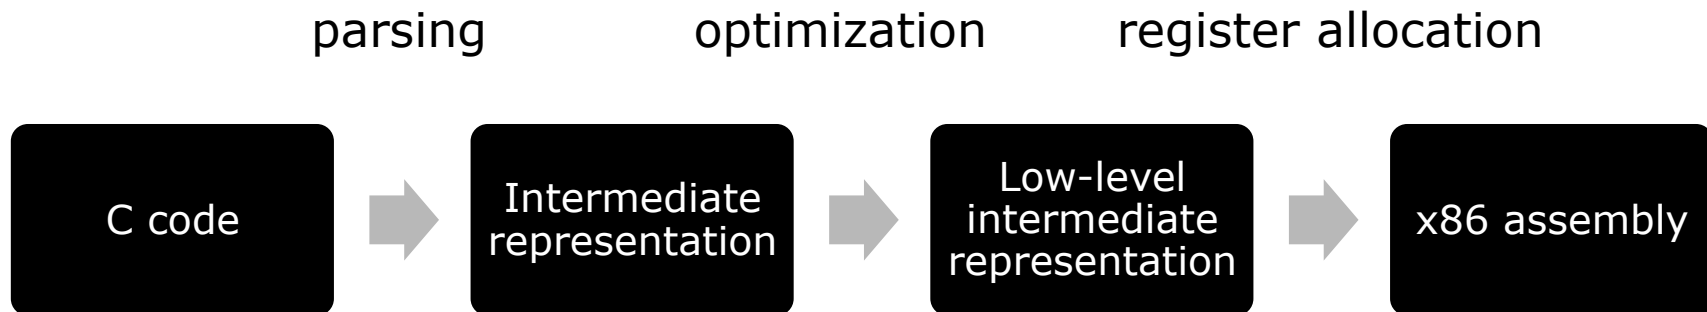 parsing
optimization
register allocation
C code
Intermediate
representation
Low-level
intermediate
representation
x86 assembly